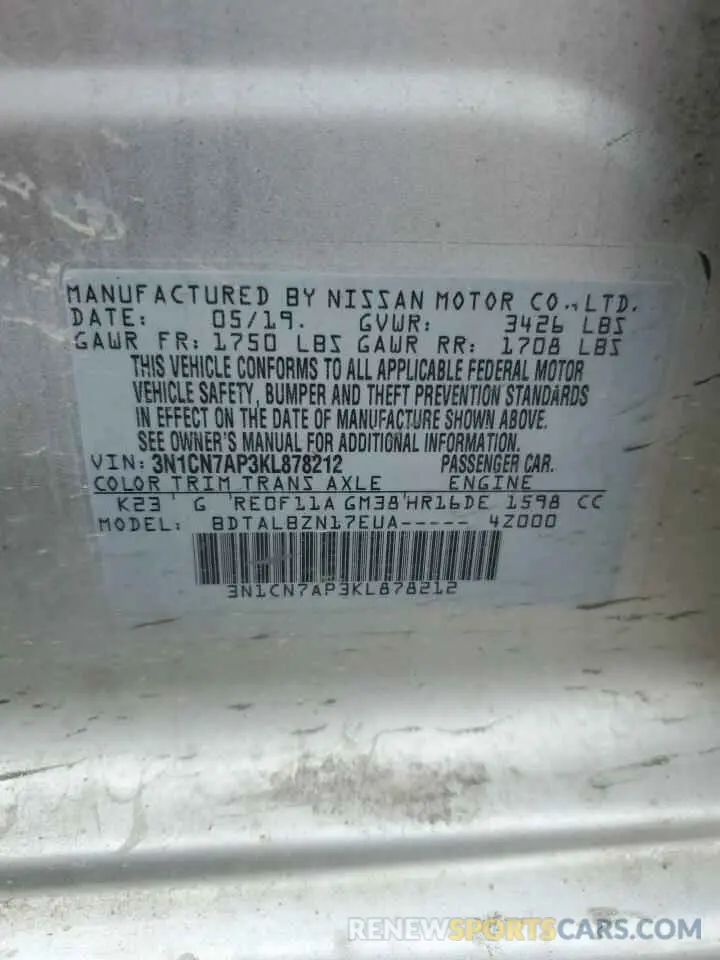 MANUFACTURED BY NISSAN MOTOR CO., LTD.
DATE: 05/19. GVWR: 3426 LBS
GAWR FR: 1750 LBS GAWR RR: 1708 LBS
THIS VEHICLE CONFORMS TO ALL APPLICABLE FEDERAL MOTOR
VEHICLE SAFETY, BUMPER AND THEFT PREVENTION STANDARDS
IN EFFECT ON THE DATE OF MANUFACTURE SHOWN ABOVE.
SEE OWNER'S MANUAL FOR ADDITIONAL INFORMATION.
VIN: 3N1CN7AP3KL878212 PASSENGER CAR.
COLOR TRIM TRANS AXLE ENGINE
K23 G RE0F11A GM38 HR16DE 1598 CC
MODEL: BDTALBZN17EUA----- 4Z000
3N1CN7AP3KL878212
RENEWSPORTSCARS.COM